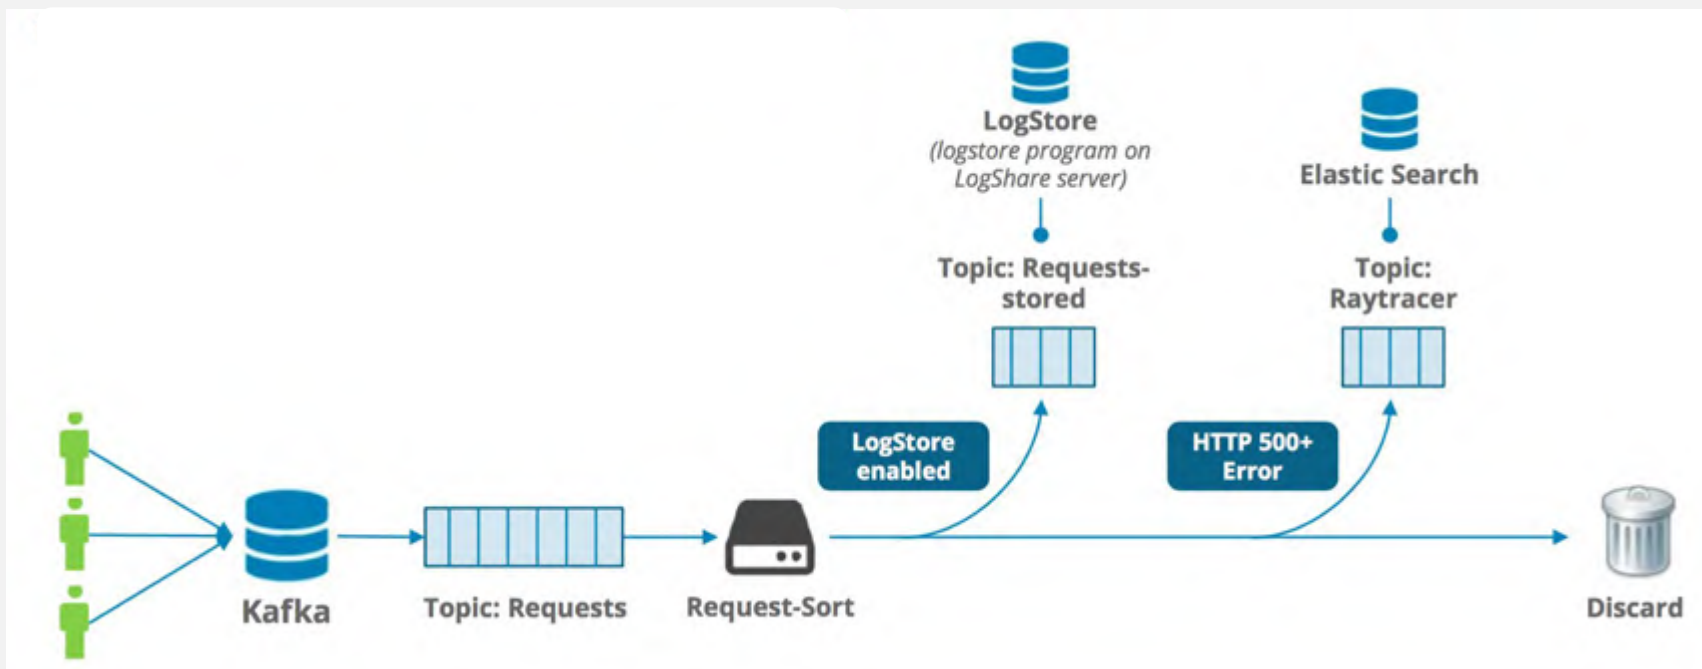 LogStore
(logstore program on
LogShare server)
Elastic Search
Topic: Requests-
stored
Topic:
Raytracer
LogStore
enabled
HTTP 500+
Error
Kafka
Topic: Requests
Request-Sort
Discard